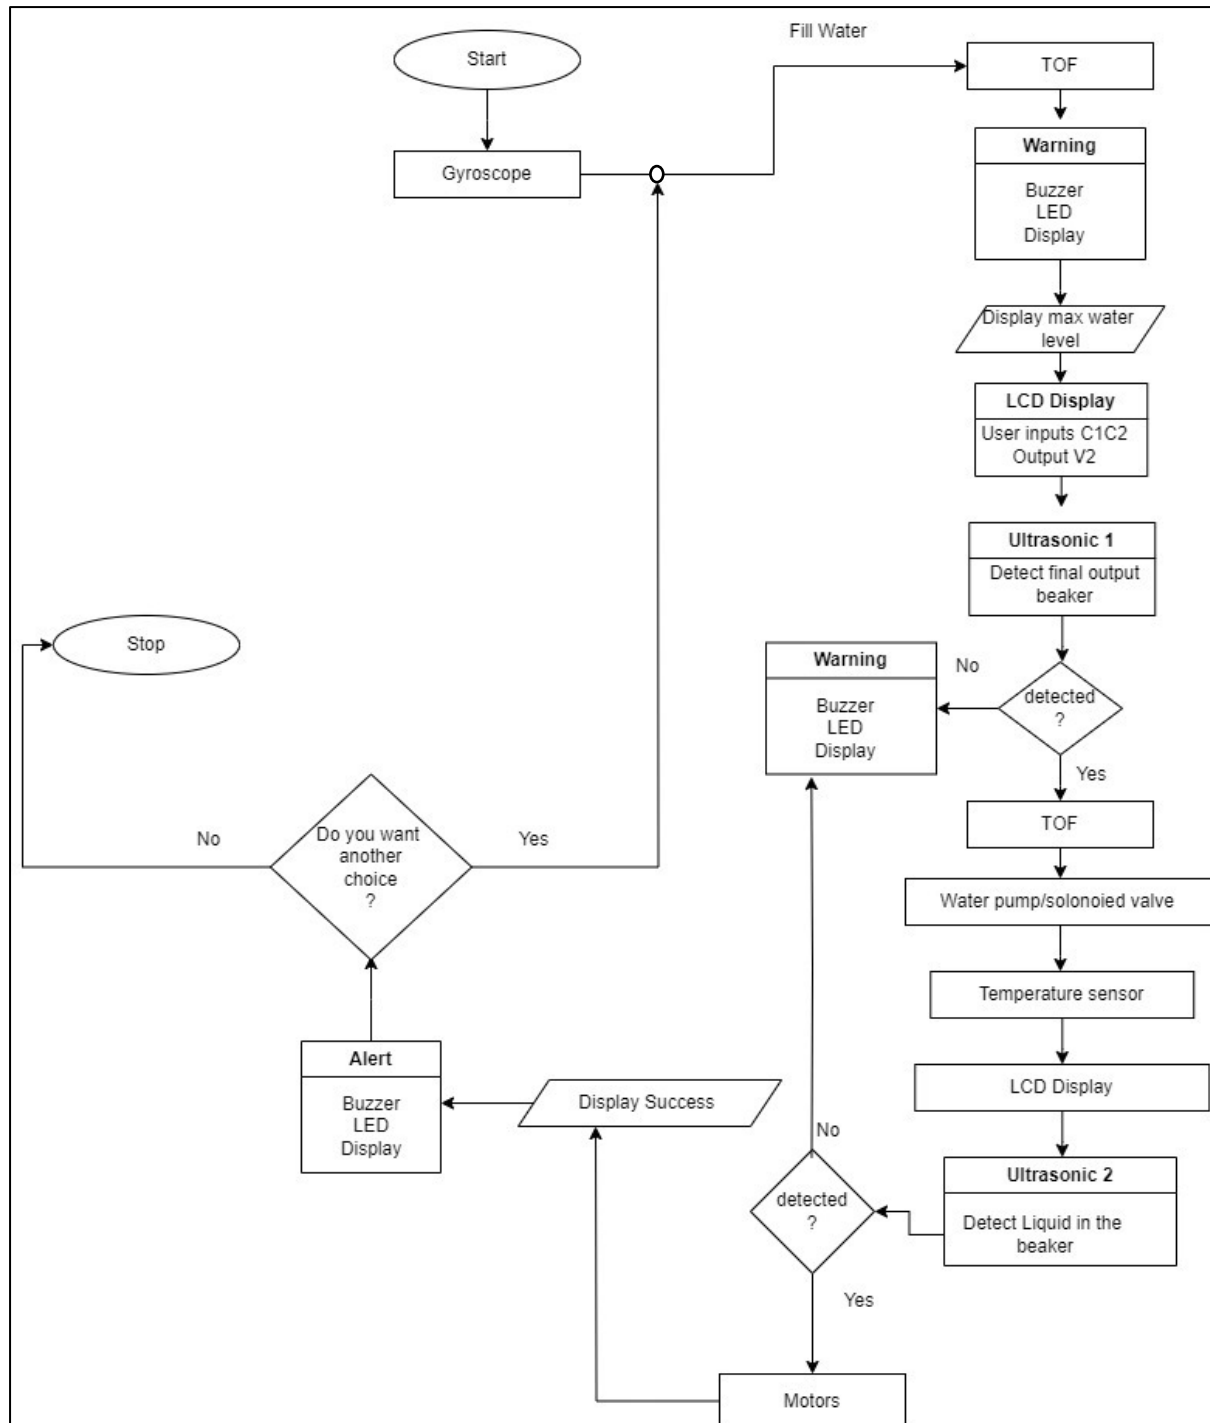 Start
Gyroscope
Fill Water
TOF
Warning
Buzzer
LED
Display
Display max water
level
LCD Display
User inputs C1C2
Output V2
Ultrasonic 1
Detect final output
beaker
detected
?
No
Warning
Buzzer
LED
Display
Yes
TOF
Water pump/solonoied valve
Temperature sensor
LCD Display
Ultrasonic 2
Detect Liquid in the
beaker
detected
?
No
Yes
Motors
Display Success
Alert
Buzzer
LED
Display
Do you want
another
choice
?
Yes
No
Stop